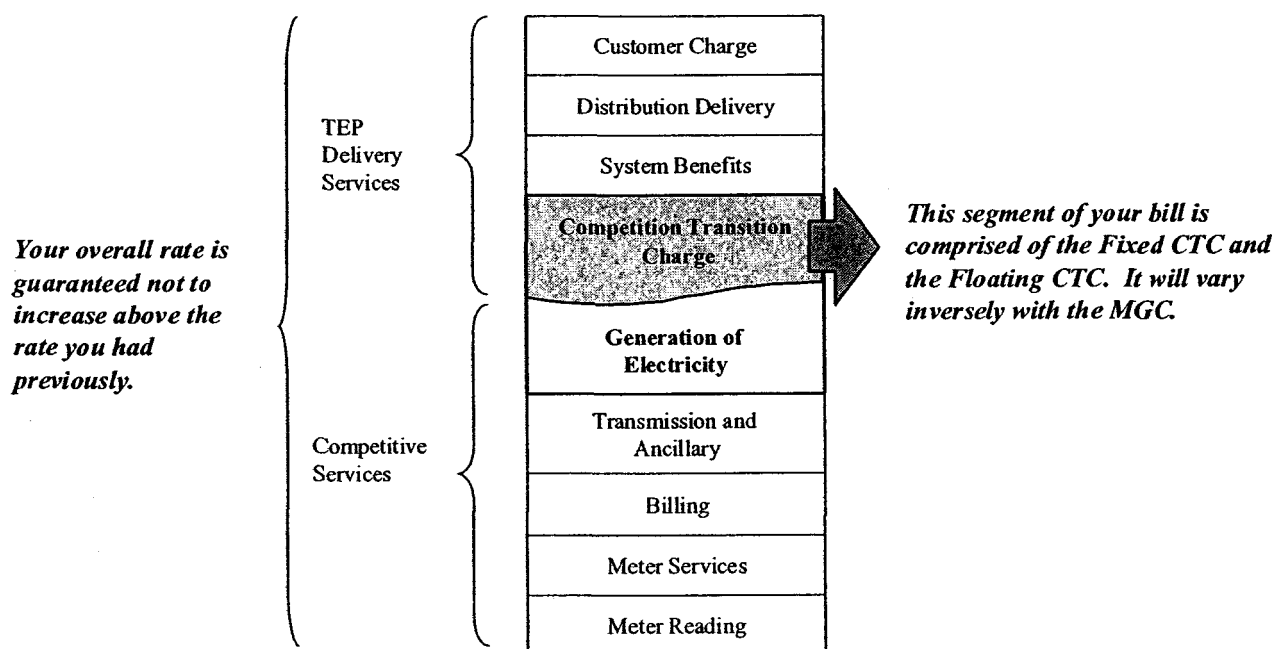 Your overall rate is
guaranteed not to
increase above the
rate you had
previously.
TEP
Delivery
Services
Competitive
Services
Customer Charge
Distribution Delivery
System Benefits
Competition Transition
Charge
Generation of
Electricity
Transmission and
Ancillary
Billing
Meter Services
Meter Reading
This segment of your bill is
comprised of the Fixed CTC and
the Floating CTC. It will vary
inversely with the MGC.